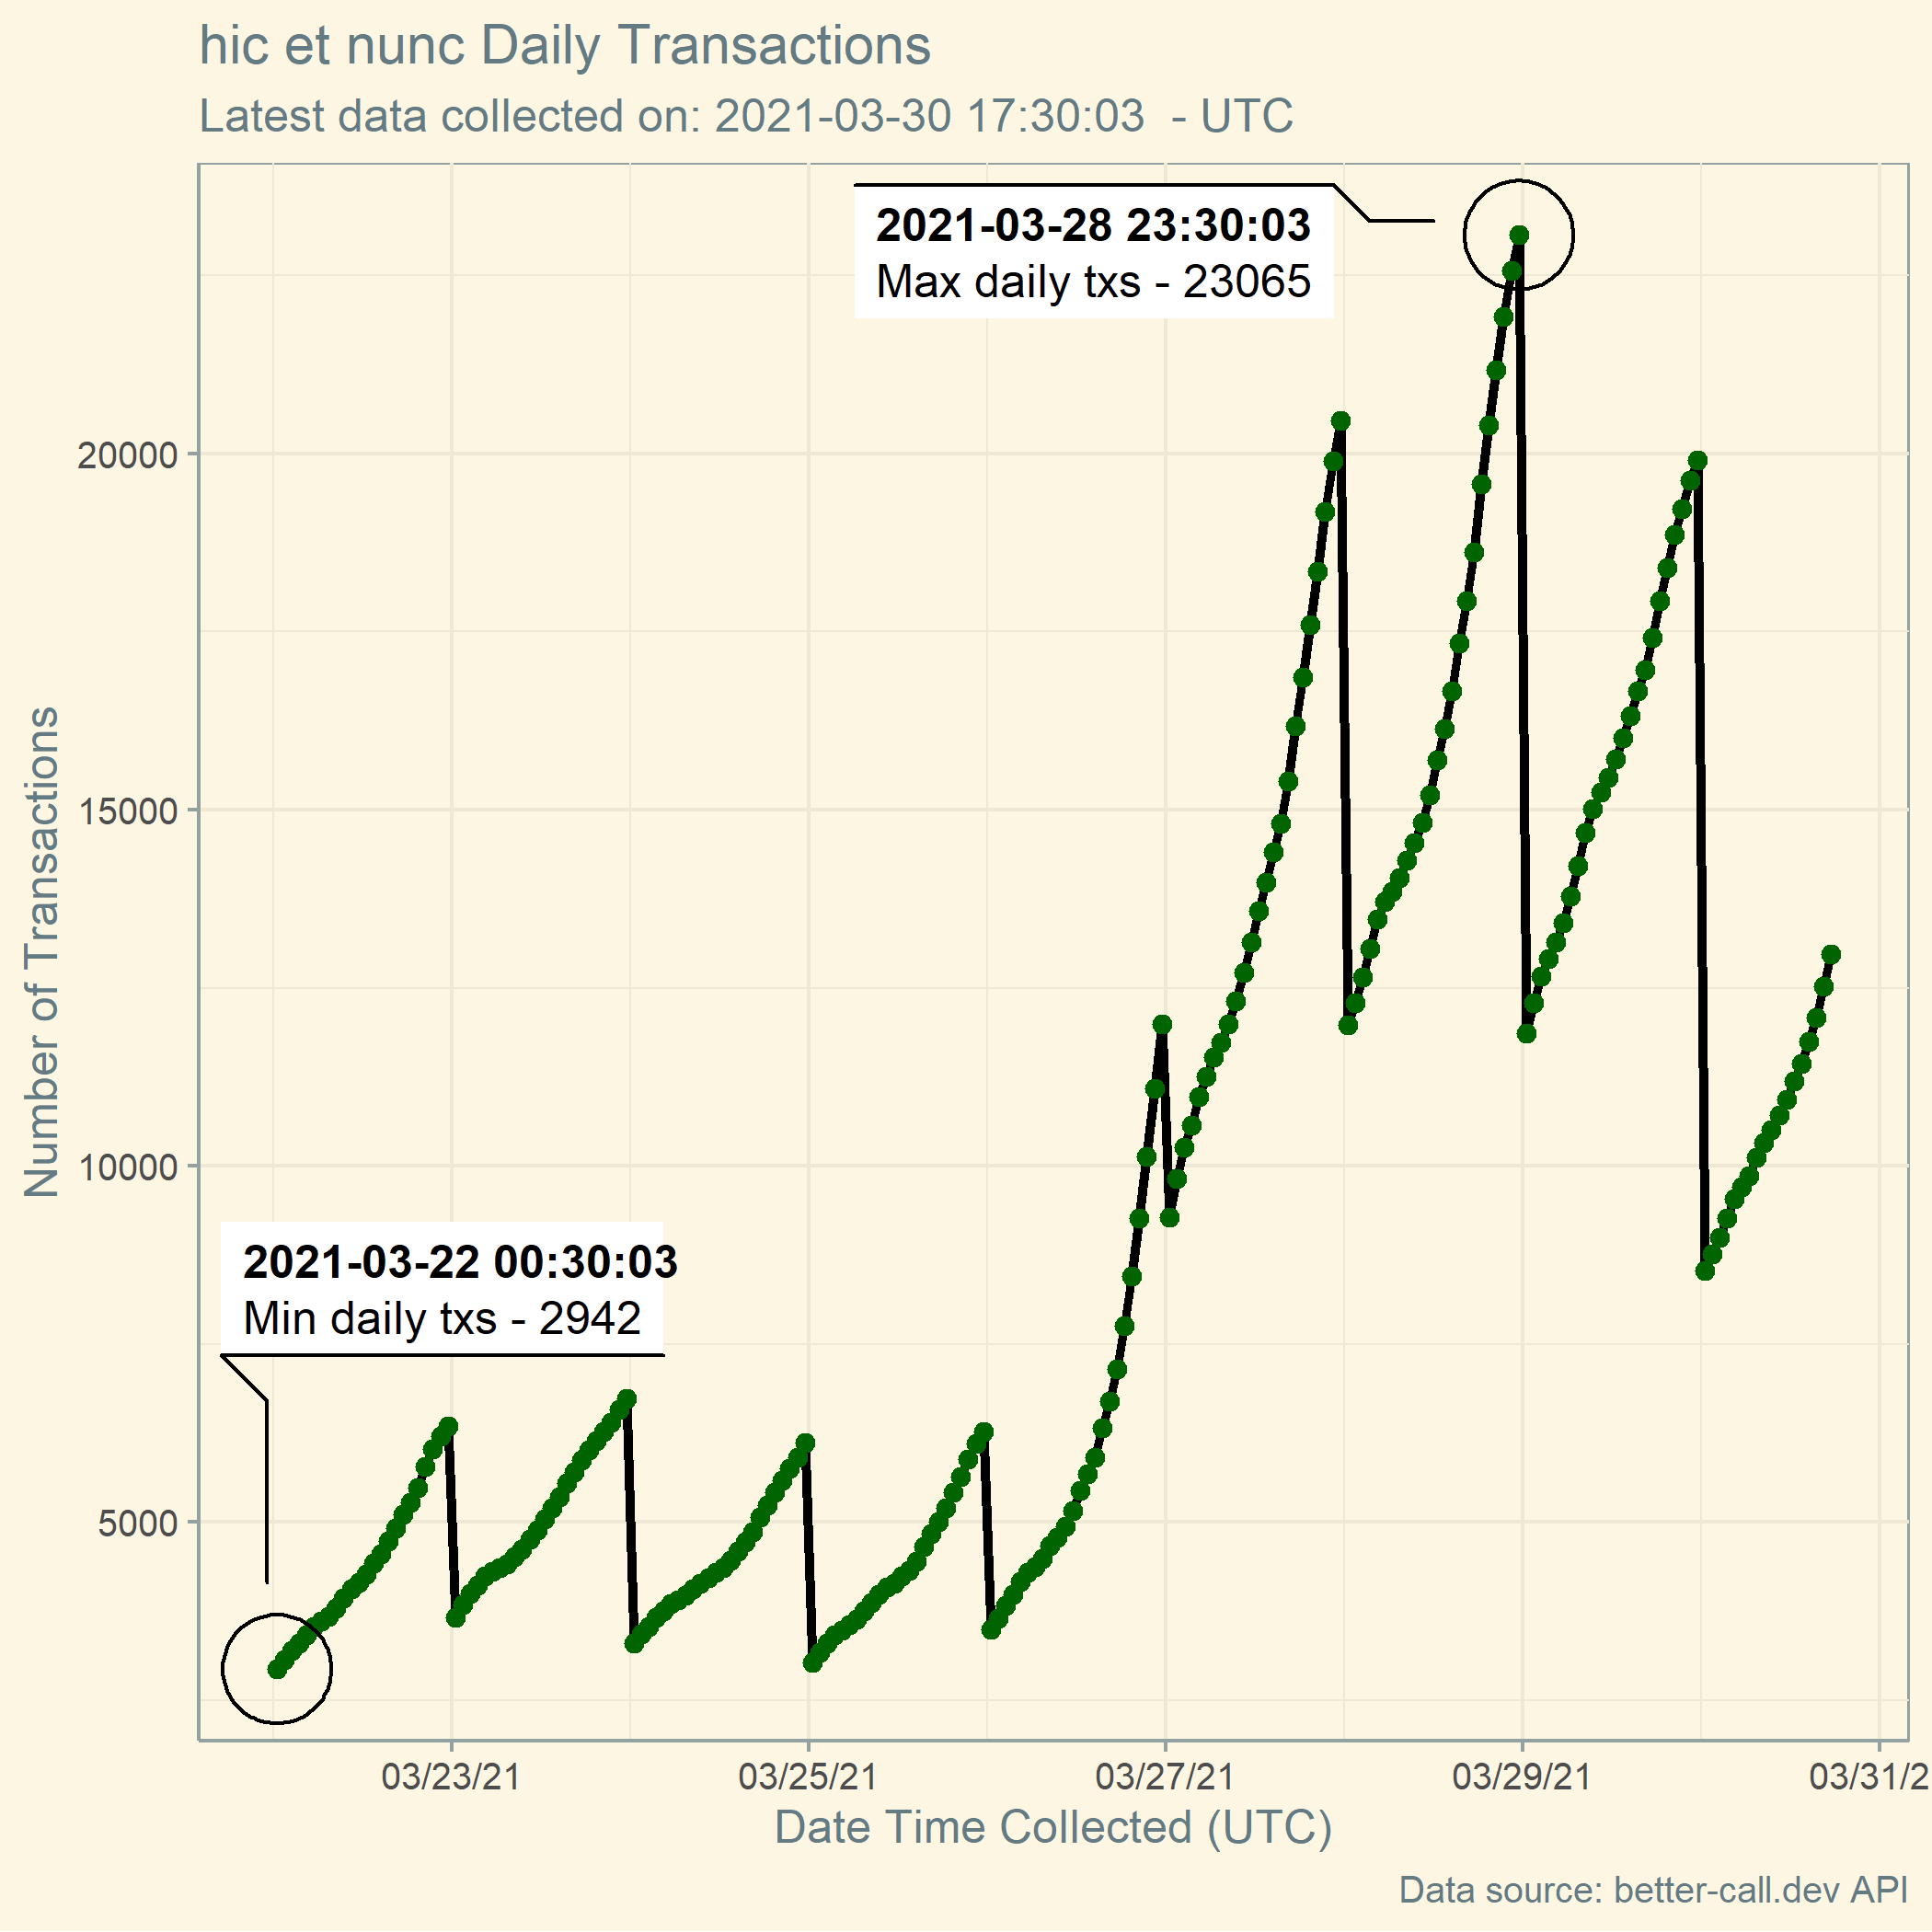 hic et nunc Daily Transactions
Latest data collected on: 2021-03-30 17:30:03  - UTC
2021-03-28 23:30:03
Max daily txs - 23065
20000
15000
Number of Transactions
10000
2021-03-22 00:30:03
Min daily txs - 2942
5000
03/23/21 03/25/21 03/27/21 03/29/21 03/31/2
Date Time Collected (UTC)
Data source: better-call.dev API